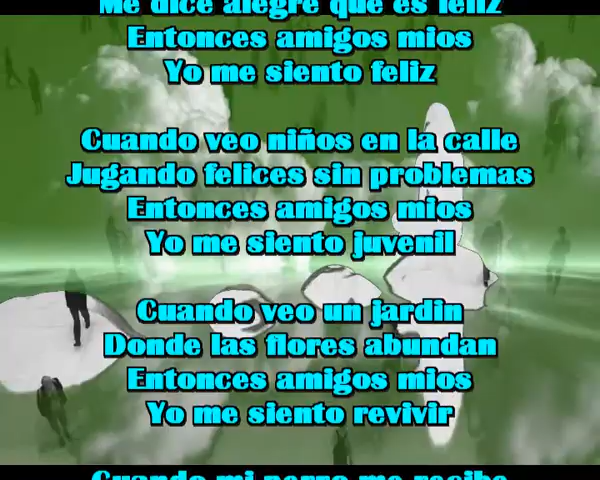 Me dice alegre que es feliz
Entonces amigos mios
Yo me siento feliz
Cuando veo niños en la calle
Jugando felices sin problemas
Entonces amigos mios
Yo me siento juvenil
Cuando veo un jardin
Donde las flores abundan
Entonces amigos mios
Yo me siento revivir
Cuando mi perro me recibe